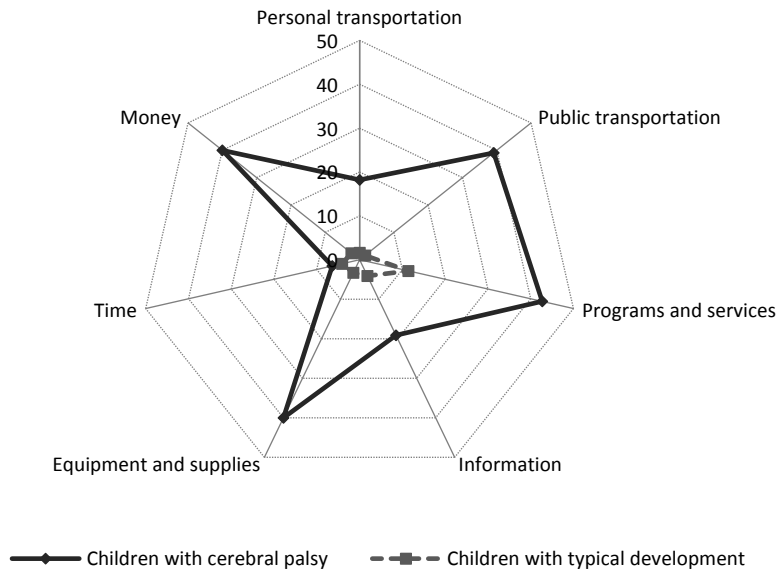 Personal transportation
50
40
30
20
10
0
Public transportation
Programs and services
Information
Equipment and supplies
Time
Money
Children with cerebral palsy
Children with typical development